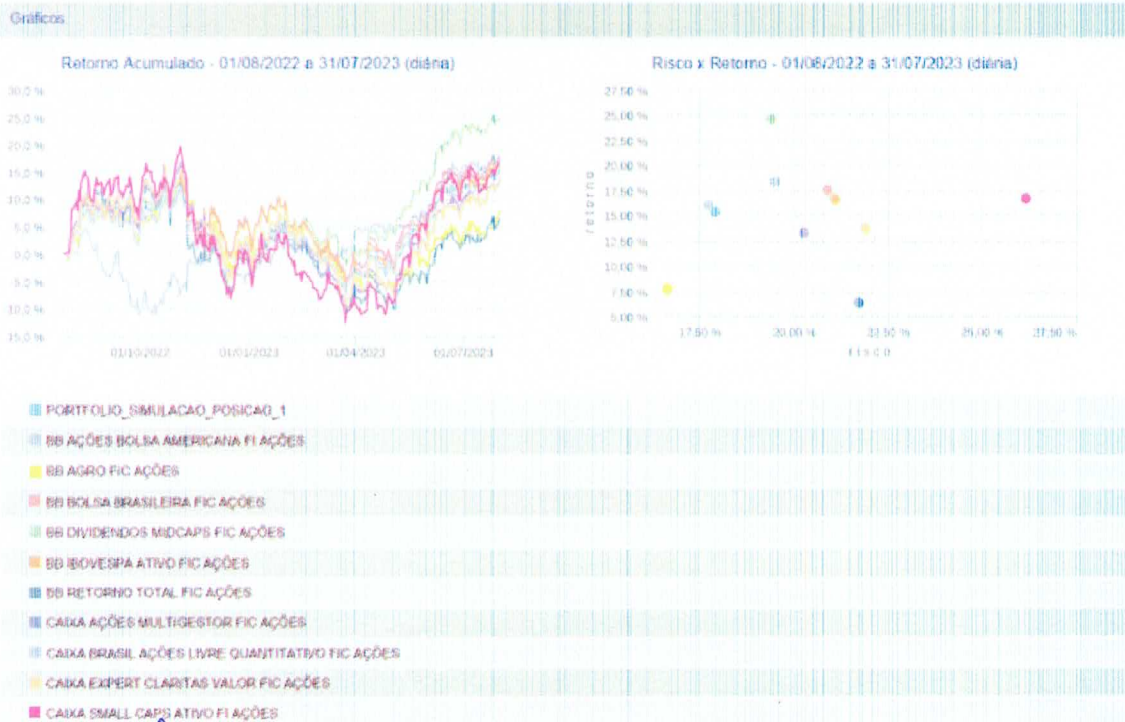 Gráficos
Retorno Acumulado - 01/08/2022 a 31/07/2023 (diária)
30,0 %
25,0 %
20,0 %
15,0 %
10,0 %
5,0 %
0,0 %
5,0 %
10,0 %
15,0 %
01/10/2022
01/01/2023
01/04/2023
01/07/2023
Risco x Retorno - 01/08/2022 a 31/07/2023 (diária)
27,50 %
25,00 %
22,50 %
20,00 %
17,50 %
15,00 %
12,50 %
10,00 %
7,50 %
5,00 %
retorno
17,50 %
20,00 %
25,00 %
risco
PORTFOLIO_SIMULACAO_POSICAO_1
BB AÇÕES BOLSA AMERICANA FI AÇÕES
BB AGRO FIC AÇÕES
BB BOLSA BRASILEIRA FIC AÇÕES
BB DIVIDENDOS MIDCAPS FIC AÇÕES
BB IBOVESPA ATIVO FIC AÇÕES
BB RETORNO TOTAL FIC AÇÕES
CAIXA AÇÕES MULTIGESTOR FIC AÇÕES
CAIXA BRASIL AÇÕES LIVRE QUANTITATIVO FIC AÇÕES
CAIXA EXPERT CLARITAS VALOR FIC AÇÕES
CAIXA SMALL CAPS ATIVO FI AÇÕES